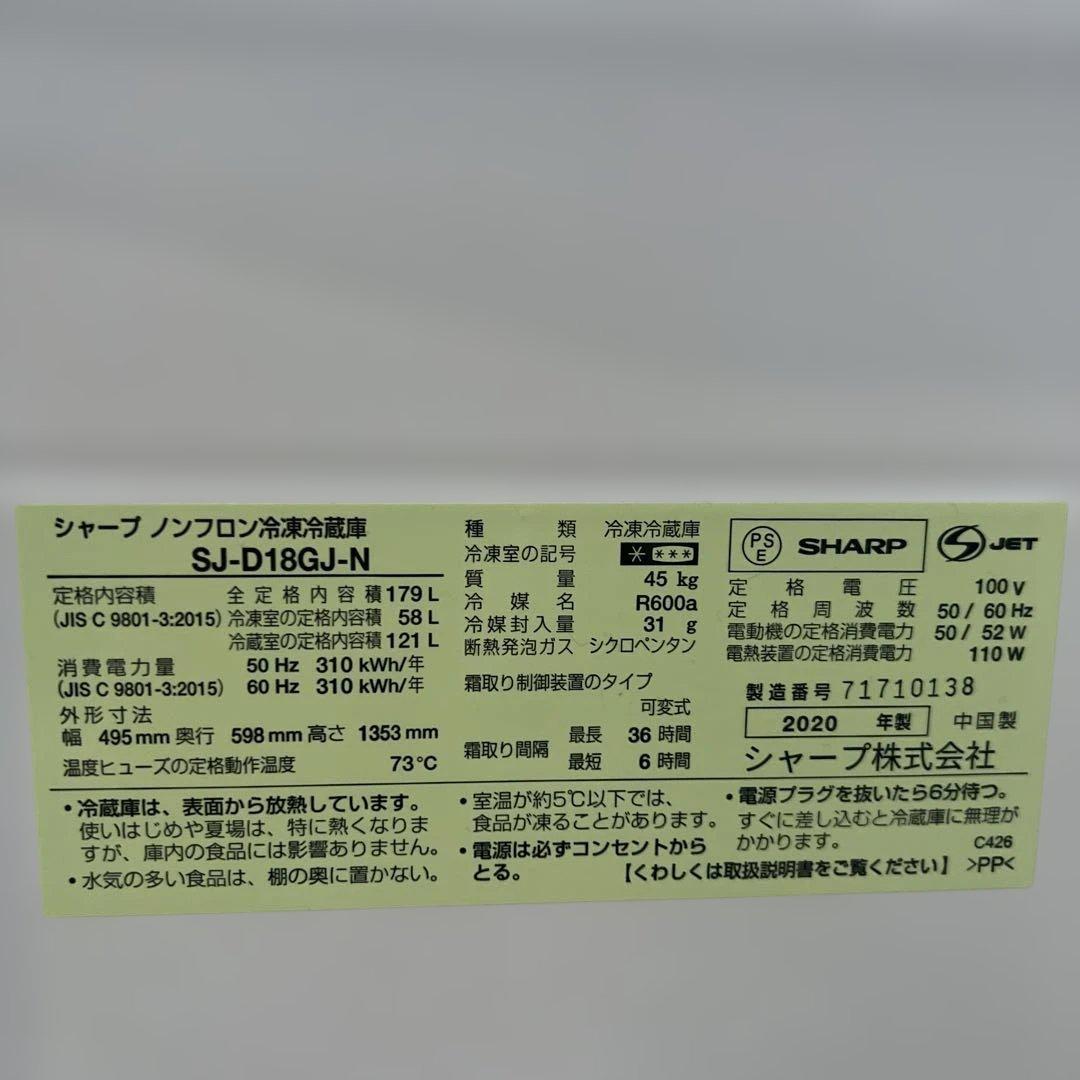 シャープ ノンフロン冷凍冷蔵庫
SJ-D18GJ-N
定格内容積 全定格内容積 179 L
(JIS C 9801-3:2015) 冷凍室の定格内容積 58 L
冷蔵室の定格内容積 121 L
消費電力量 50 Hz 310 kWh/年
(JIS C 9801-3:2015) 60 Hz 310 kWh/年
外形寸法
幅 495 mm 奥行 598 mm 高さ 1353 mm
温度ヒューズの定格動作温度 73℃
種類 冷凍冷蔵庫
冷凍室の記号 * ***
質量 45 kg
冷媒名 R600a
冷媒封入量 31 g
断熱発泡ガス シクロペンタン
霜取り制御装置のタイプ
可変式
霜取り間隔 最長 36 時間
最短 6 時間
PS E SHARP JET
定格電圧 100 V
定格周波数 50 / 60 Hz
電動機の定格消費電力 50 / 52 W
電熱装置の定格消費電力 110 W
製造番号 71710138
2020 年製 中国製
シャープ株式会社
・冷蔵庫は、表面から放熱しています。
使いはじめや夏場は、特に熱くなりま
すが、庫内の食品には影響ありません。
・水気の多い食品は、棚の奥に置かない。
・室温が約5℃以下では、
食品が凍ることがあります。
・電源は必ずコンセントから
とる。
・電源プラグを抜いたら6分待つ。
すぐに差し込むと冷蔵庫に無理が
かかります。 C426
【くわしくは取扱説明書をご覧ください】 >PP<